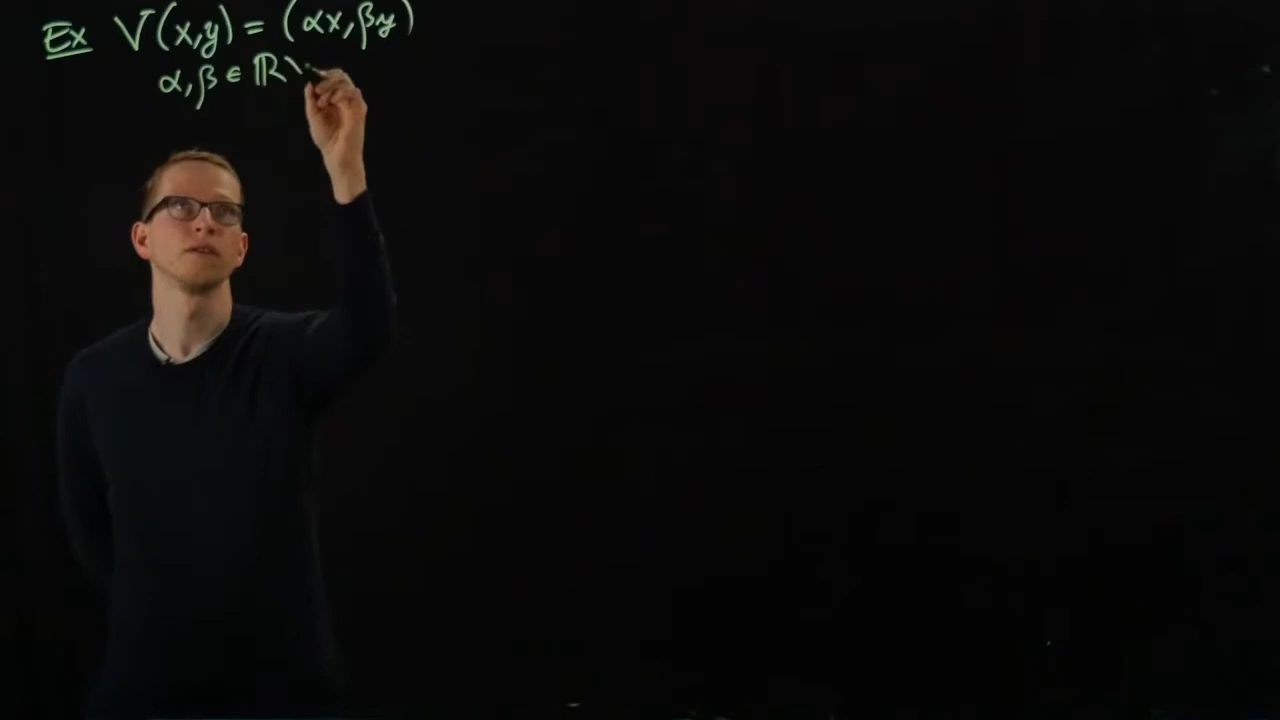 Ex V(x,y) = (αx, βy)
α, β ∈ ℝ \